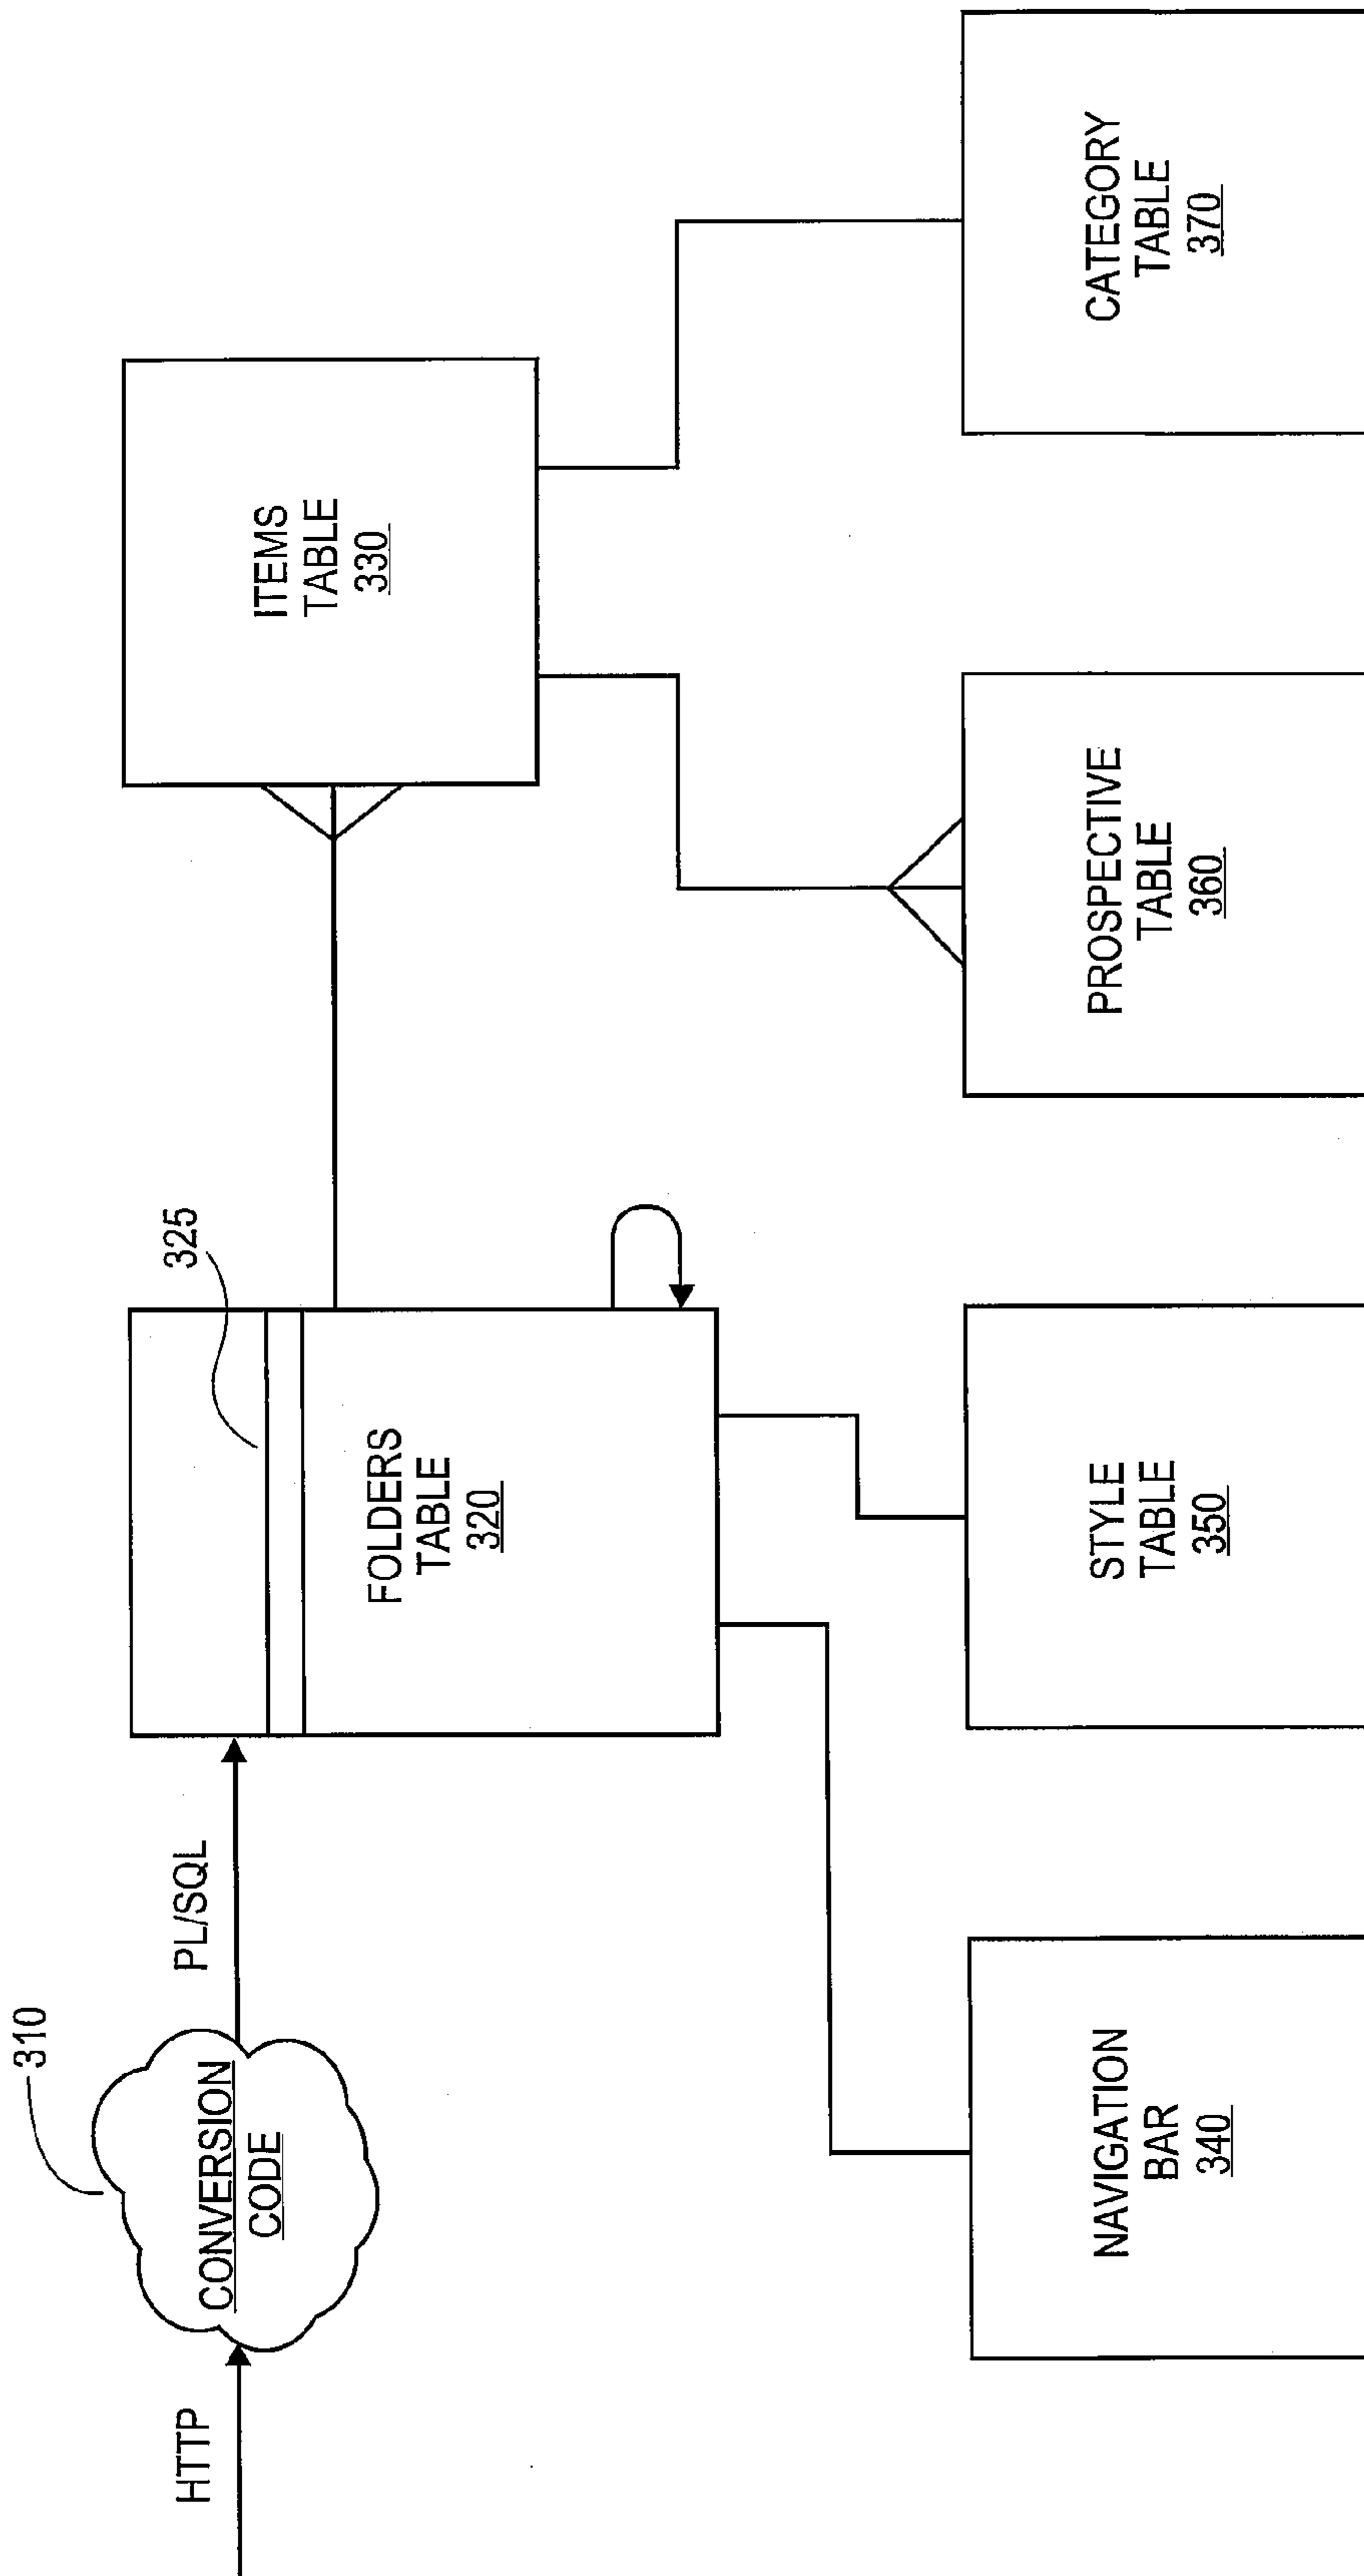 HTTP
310
CONVERSION
CODE
PL/SQL
325
FOLDERS
TABLE
320
ITEMS
TABLE
330
NAVIGATION
BAR
340
STYLE
TABLE
350
PROSPECTIVE
TABLE
360
CATEGORY
TABLE
370